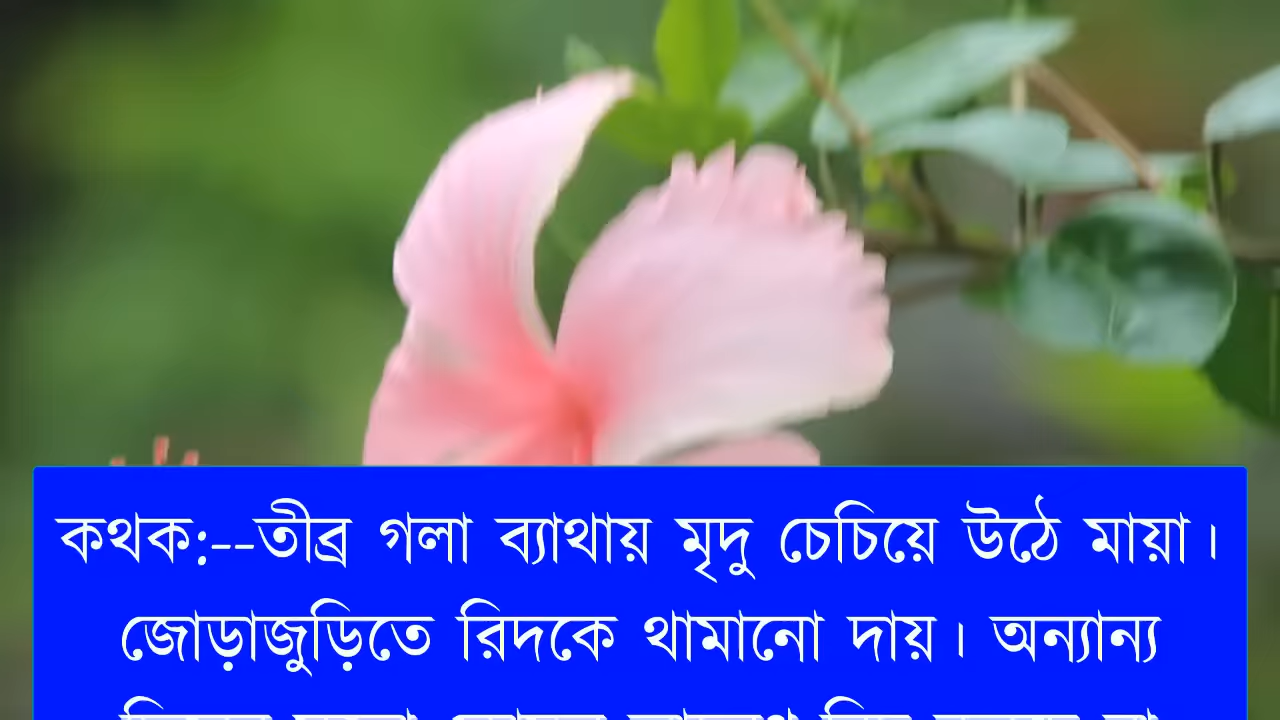 কথক:--তীব্র গলা ব্যাথায় মৃদু চেচিয়ে উঠে মায়া।
জোড়াজুড়িতে রিদকে থামানো দায়। অন্যান্য